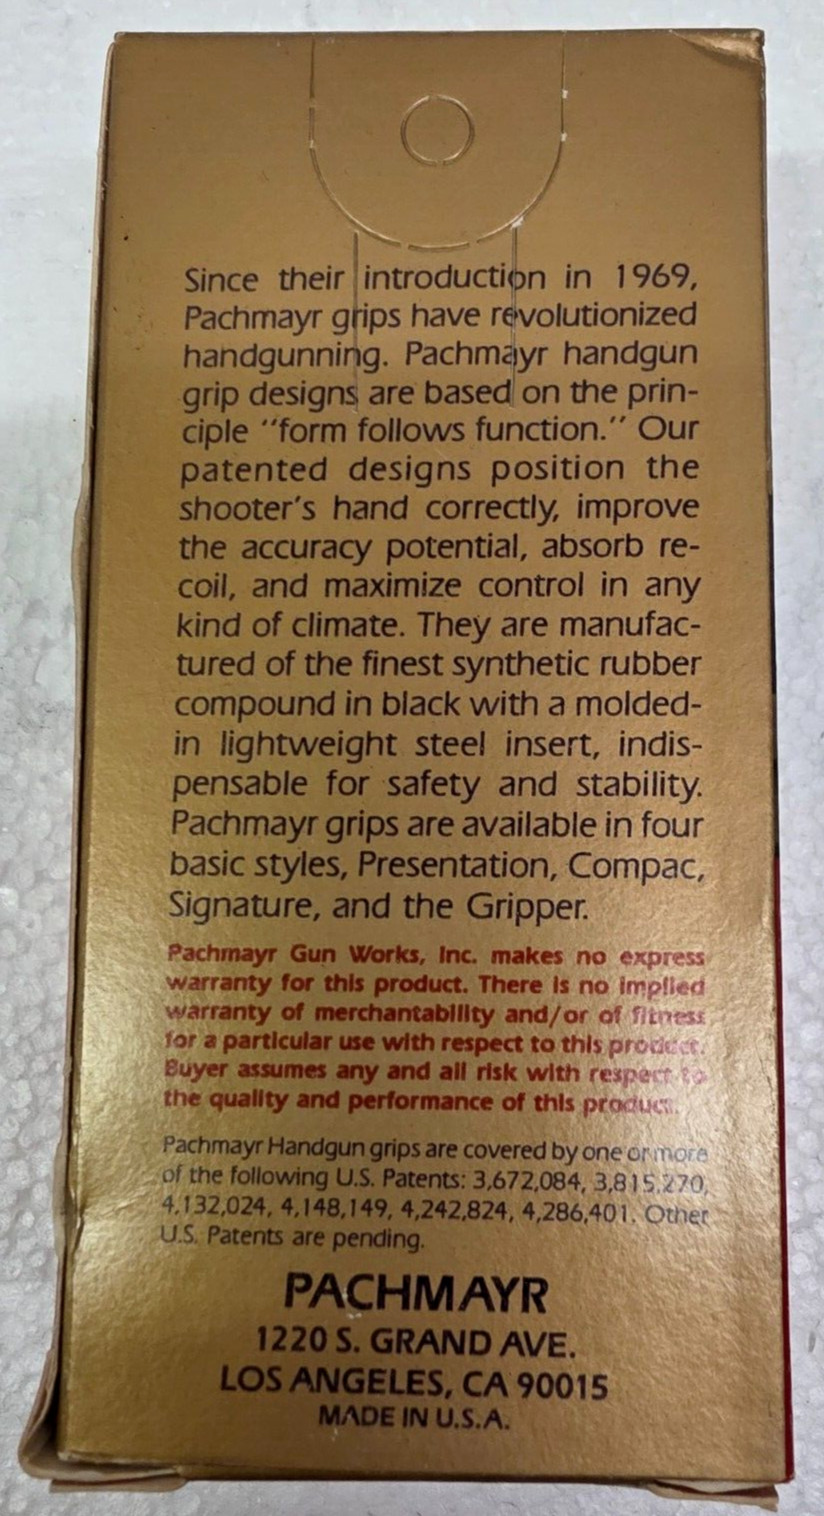 Since their introduction in 1969,
Pachmayr grips have revolutionized
handgunning. Pachmayr handgun
grip designs are based on the prin-
ciple ‘‘form follows function.’’ Our
patented designs position the
shooter's hand correctly, improve
the accuracy potential, absorb re-
coil, and maximize control in any
kind of climate. They are manufac-
tured of the finest synthetic rubber
compound in black with a molded-
in lightweight steel insert, indis-
pensable for safety and stability.
Pachmayr grips are available in four
basic styles, Presentation, Compac,
Signature, and the Gripper.
Pachmayr Gun Works, Inc. makes no express
warranty for this product. There is no implied
warranty of merchantability and/or of fitness
for a particular use with respect to this product.
Buyer assumes any and all risk with respect to
the quality and performance of this product.
Pachmayr Handgun grips are covered by one or more
of the following U.S. Patents: 3,672,084, 3,815,270,
4,132,024, 4,148,149, 4,242,824, 4,286,401. Other
U.S. Patents are pending.
PACHMAYR
1220 S. GRAND AVE.
LOS ANGELES, CA 90015
MADE IN U.S.A.